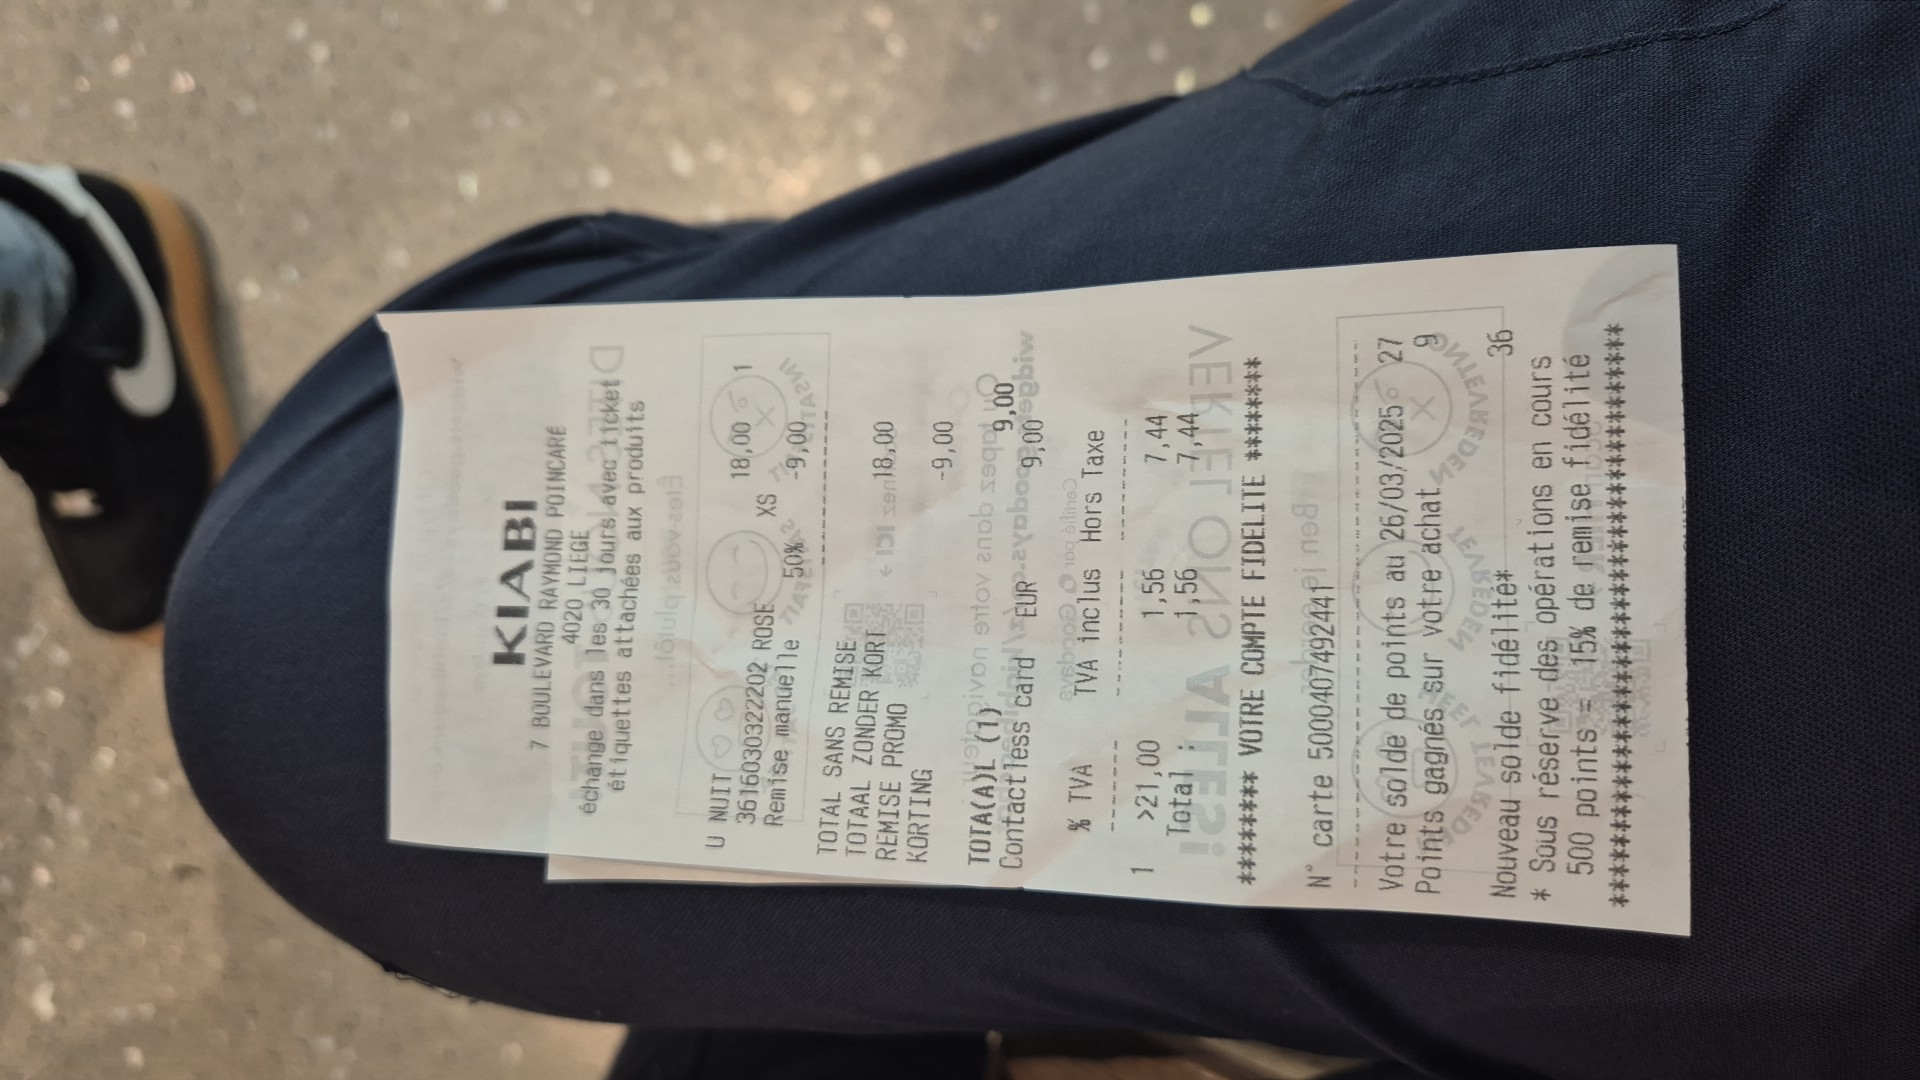 KIABI
7 BOULEVARD RAYMOND POINCARE
4020 LIEGE
échange dans les 30 jours avec ticket
étiquettes attachées aux produits
U NUIT 18,00 1
3616030322202 ROSE XS
Remise manuelle 50% -9,00
TOTAL SANS REMISE
TOTAAL ZONDER KORT 18,00
REMISE PROMO
KORTING -9,00
TOTA(A)L (1) 9,00
Contactless card EUR 9,00
% TVA TVA inclus Hors Taxe
1 >21,00 1,56 7,44
Total : 1,56 7,44
******** VOTRE COMPTE FIDELITE ********
N° carte 5000407492441
Votre solde de points au 26/03/2025 27
Points gagnés sur votre achat 9
Nouveau solde fidélité* 36
* Sous réserve des opérations en cours
500 points = 15% de remise fidélité
****************************************